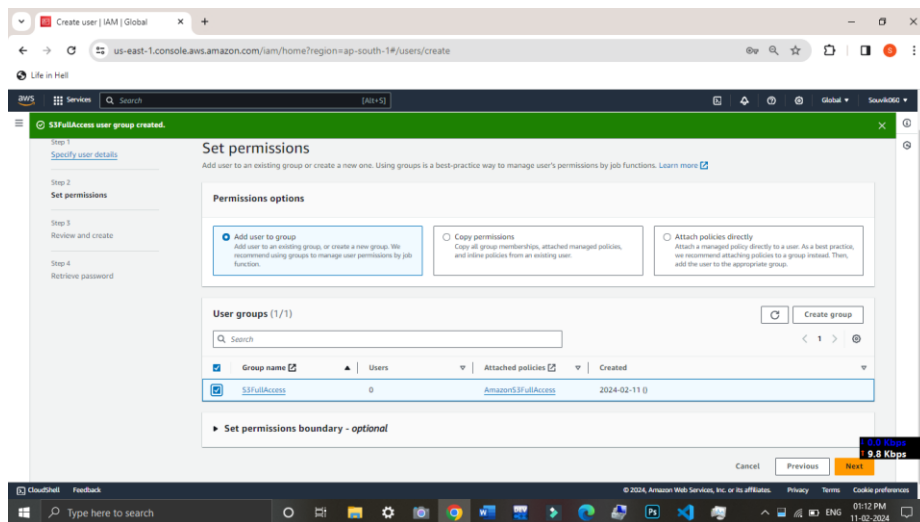 Create user | IAM | Global
us-east-1.console.aws.amazon.com/iam/home?region=ap-south-1#/users/create
Life in Hell
aws Services Search [Alt+S] Global Souvik060
S3FullAccess user group created.
Step 1
Specify user details
Step 2
Set permissions
Step 3
Review and create
Step 4
Retrieve password
Set permissions
Add user to an existing group or create a new one. Using groups is a best-practice way to manage user's permissions by job functions. Learn more
Permissions options
Add user to group
Add user to an existing group, or create a new group. We
recommend using groups to manage user permissions by job
function.
Copy permissions
Copy all group memberships, attached managed policies,
and inline policies from an existing user.
Attach policies directly
Attach a managed policy directly to a user. As a best practice,
we recommend attaching policies to a group instead. Then,
add the user to the appropriate group.
User groups (1/1)
Create group
Search
1
Group name Users Attached policies Created
S3FullAccess 0 AmazonS3FullAccess 2024-02-11 ()
Set permissions boundary - optional
Cancel Previous Next
9.8 Kbps
CloudShell Feedback © 2024, Amazon Web Services, Inc. or its affiliates. Privacy Terms Cookie preferences
Type here to search
ENG
01:12 PM
11-02-2024